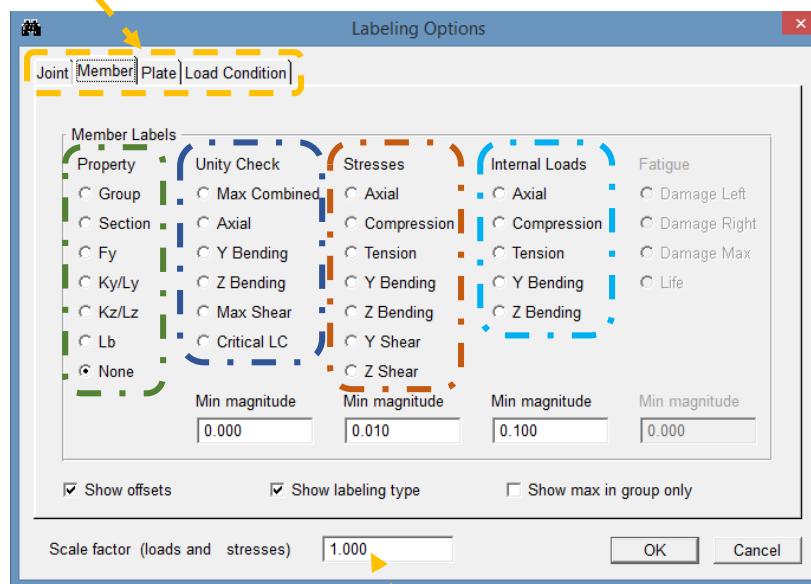 Labeling Options
Joint Member Plate Load Condition
Member Labels
Property Unity Check Stresses Internal Loads Fatigue
Group Max Combined Axial Axial Damage Left
Section Axial Compression Compression Damage Right
Fy Y Bending Tension Tension Damage Max
Ky/Ly Z Bending Y Bending Y Bending Life
Kz/Lz Max Shear Z Bending Z Bending
Lb Critical LC Y Shear
None Z Shear
Min magnitude Min magnitude Min magnitude Min magnitude
0.000 0.010 0.100 0.000
Show offsets Show labeling type Show max in group only
Scale factor (loads and stresses) 1.000 OK Cancel